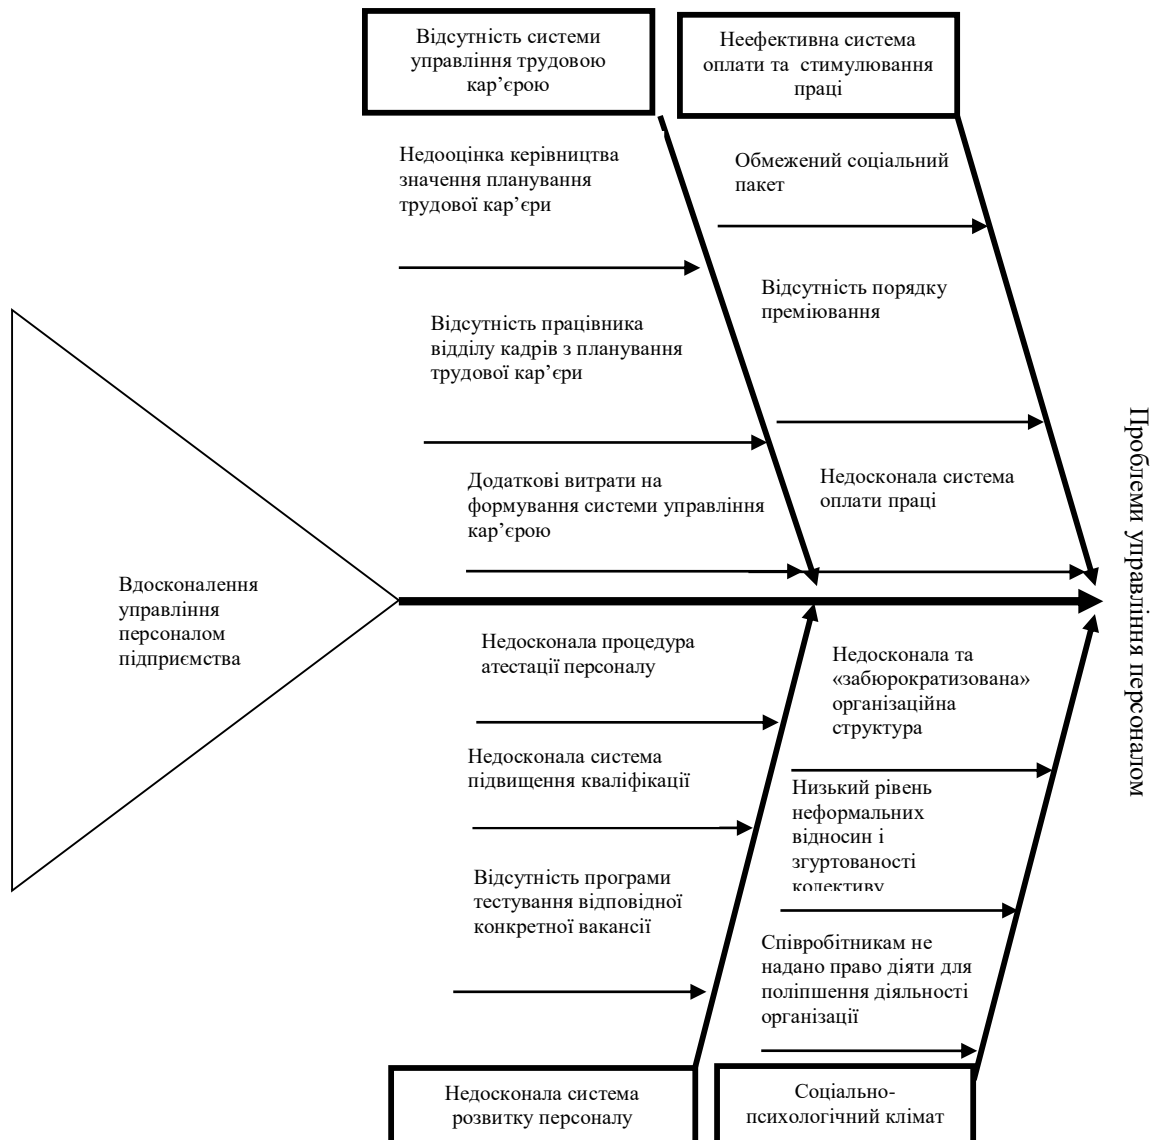 Відсутність системи
управління трудовою
кар’єрою
Неефективна система
оплати та стимулювання
праці
Недооцінка керівництва
значення планування
трудової кар’єри
Обмежений соціальний
пакет
Відсутність порядку
преміювання
Відсутність працівника
відділу кадрів з планування
трудової кар’єри
Додаткові витрати на
формування системи управління
кар’єрою
Недосконала система
оплати праці
Проблеми управління персоналом
Вдосконалення
управління
персоналом
підприємства
Недосконала процедура
атестації персоналу
Недосконала та
«забюрократизована»
організаційна
структура
Недосконала система
підвищення кваліфікації
Низький рівень
неформальних
відносин і
згуртованості
колективу
Відсутність програми
тестування відповідної
конкретної вакансії
Співробітникам не
надано право діяти для
поліпшення діяльності
організації
Недосконала система
розвитку персоналу
Соціально-
психологічний клімат